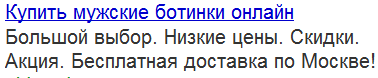 Купить мужские ботинки онлайн
Большой выбор. Низкие цены. Скидки.
Акция. Бесплатная доставка по Москве!